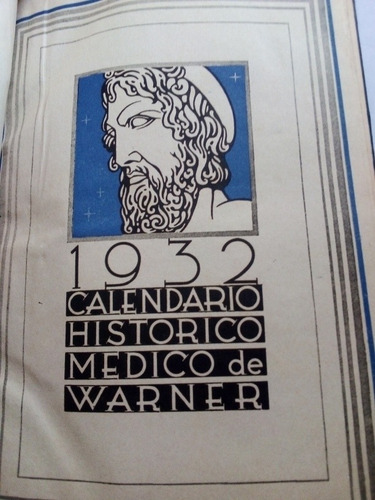 1932
CALENDARIO
HISTORICO
MEDICO de
WARNER